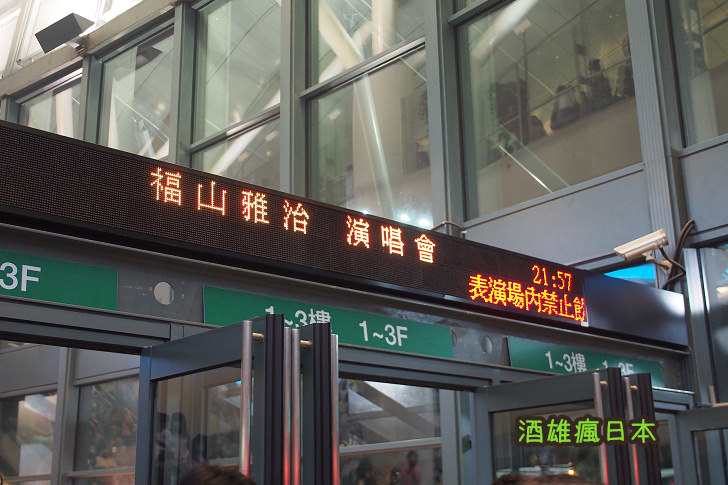 福山雅治 演唱會
21:57
表演場內禁止飲
3F
1~3樓 1~3F
1~3樓
酒雄瘋日本